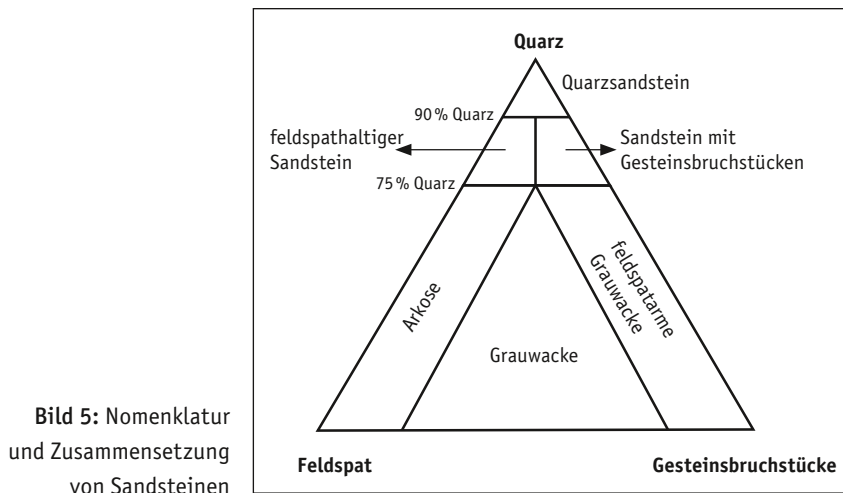 Quarz
Quarzsandstein
90 % Quarz
feldspathaltiger
Sandstein
Sandstein mit
Gesteinsbruchstücken
75 % Quarz
Arkose
feldspatarme
Grauwacke
Grauwacke
Feldspat
Gesteinsbruchstücke
Bild 5: Nomenklatur
und Zusammensetzung
von Sandsteinen